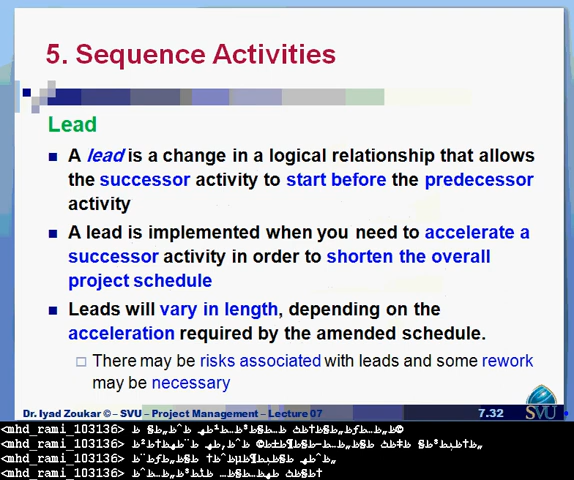 5. Sequence Activities
Lead
A lead is a change in a logical relationship that allows
the successor activity to start before the predecessor
activity
A lead is implemented when you need to accelerate a
successor activity in order to shorten the overall
project schedule
Leads will vary in length, depending on the
acceleration required by the amended schedule.
There may be risks associated with leads and some rework
may be necessary
Dr. Iyad Zoukar © – SVU – Project Management – Lecture 07 7.32 SVU
<mhd_rami_103136>
<mhd_rami_103136>
<mhd_rami_103136>
<mhd_rami_103136>